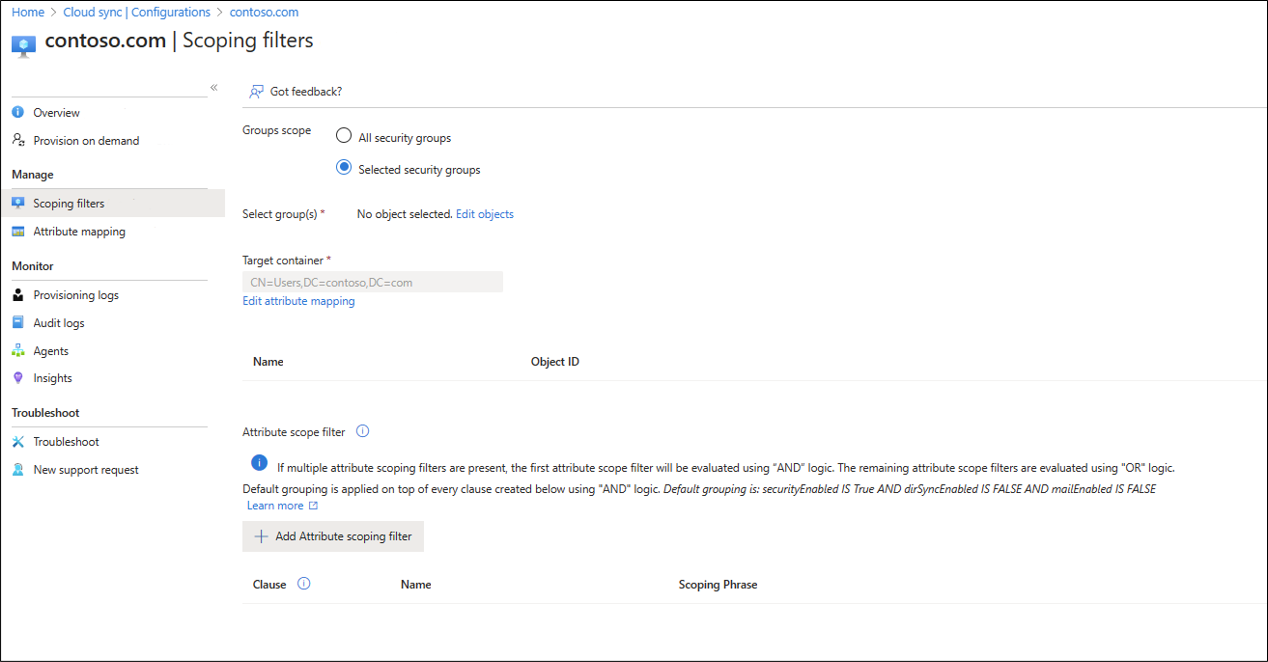 Home > Cloud sync | Configurations > contoso.com
contoso.com | Scoping filters
«
Overview
Provision on demand
Manage
Scoping filters
Attribute mapping
Monitor
Provisioning logs
Audit logs
Agents
Insights
Troubleshoot
Troubleshoot
New support request
Got feedback?
Groups scope
All security groups
Selected security groups
Select group(s) * No object selected. Edit objects
Target container *
CN=Users,DC=contoso,DC=com
Edit attribute mapping
Name Object ID
Attribute scope filter
If multiple attribute scoping filters are present, the first attribute scope filter will be evaluated using "AND" logic. The remaining attribute scope filters are evaluated using "OR" logic.
Default grouping is applied on top of every clause created below using "AND" logic. Default grouping is: securityEnabled IS True AND dirSyncEnabled IS FALSE AND mailEnabled IS FALSE
Learn more
+ Add Attribute scoping filter
Clause Name Scoping Phrase